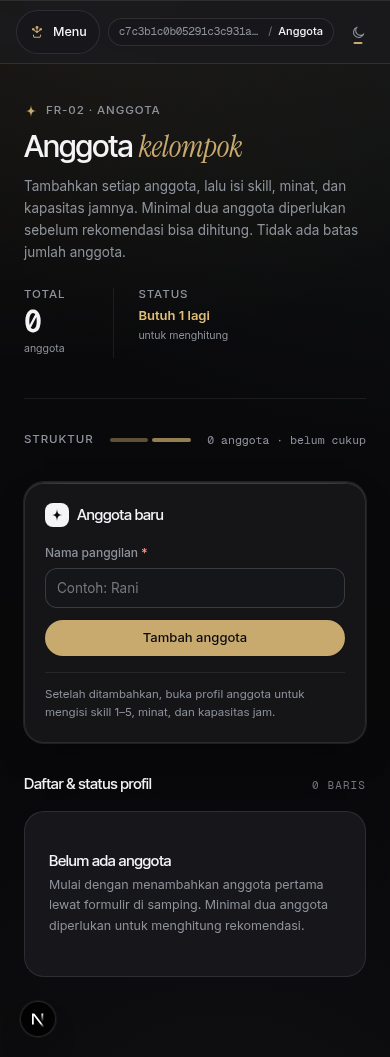 Menu
c7c3b1c0b05291c3c931a… / Anggota
FR-02 · ANGGOTA
Anggota kelompok
Tambahkan setiap anggota, lalu isi skill, minat, dan
kapasitas jamnya. Minimal dua anggota diperlukan
sebelum rekomendasi bisa dihitung. Tidak ada batas
jumlah anggota.
TOTAL
0
anggota
STATUS
Butuh 1 lagi
untuk menghitung
STRUKTUR
0 anggota · belum cukup
Anggota baru
Nama panggilan *
Contoh: Rani
Tambah anggota
Setelah ditambahkan, buka profil anggota untuk
mengisi skill 1–5, minat, dan kapasitas jam.
Daftar & status profil
0 BARIS
Belum ada anggota
Mulai dengan menambahkan anggota pertama
lewat formulir di samping. Minimal dua anggota
diperlukan untuk menghitung rekomendasi.
N